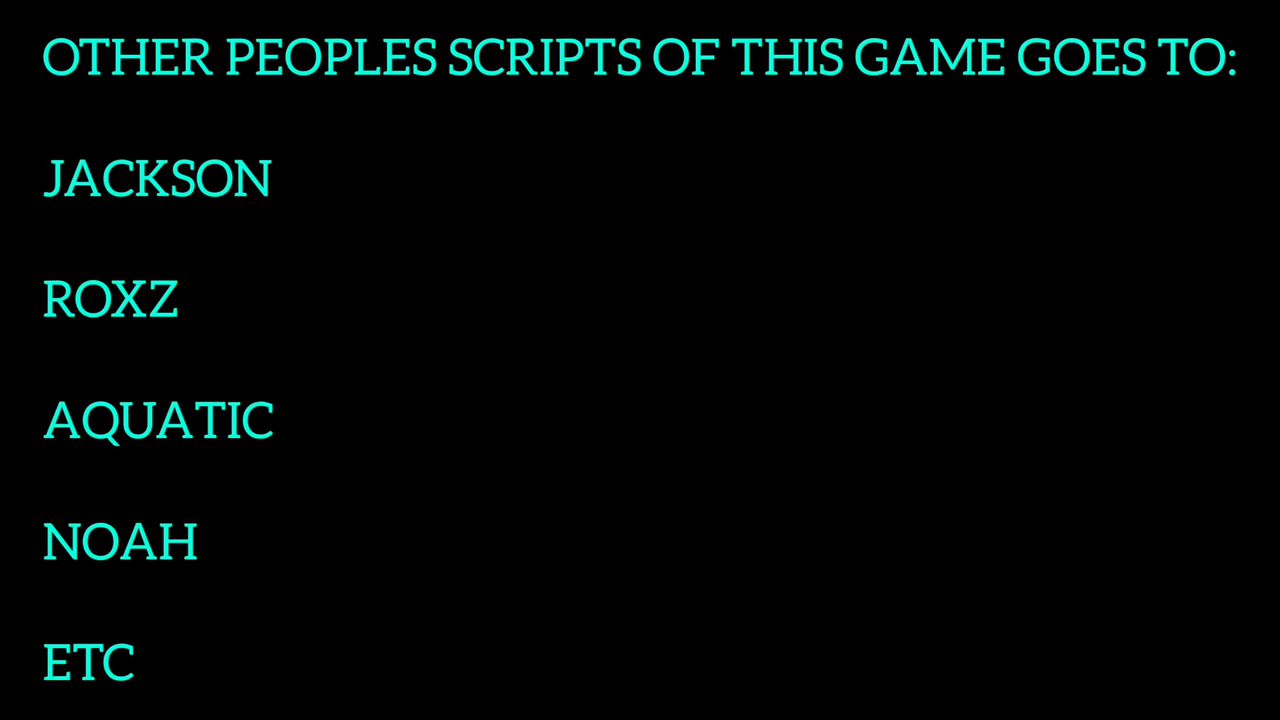 OTHER PEOPLES SCRIPTS OF THIS GAME GOES TO:
JACKSON
ROXZ
AQUATIC
NOAH
ETC